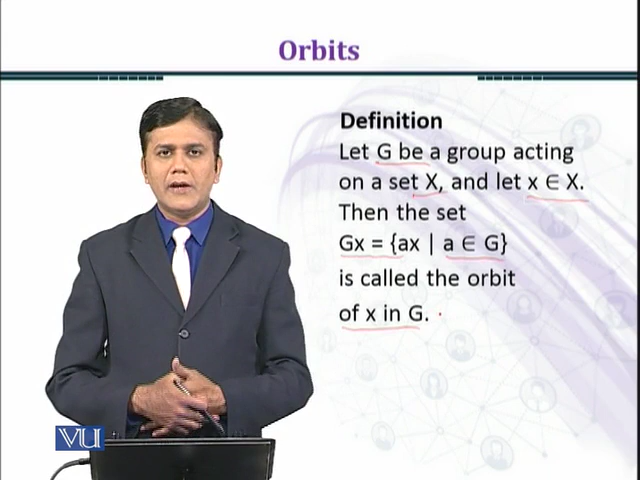 Orbits
Definition
Let G be a group acting
on a set X, and let x ∈ X.
Then the set
Gx = {ax | a ∈ G}
is called the orbit
of x in G.
VU